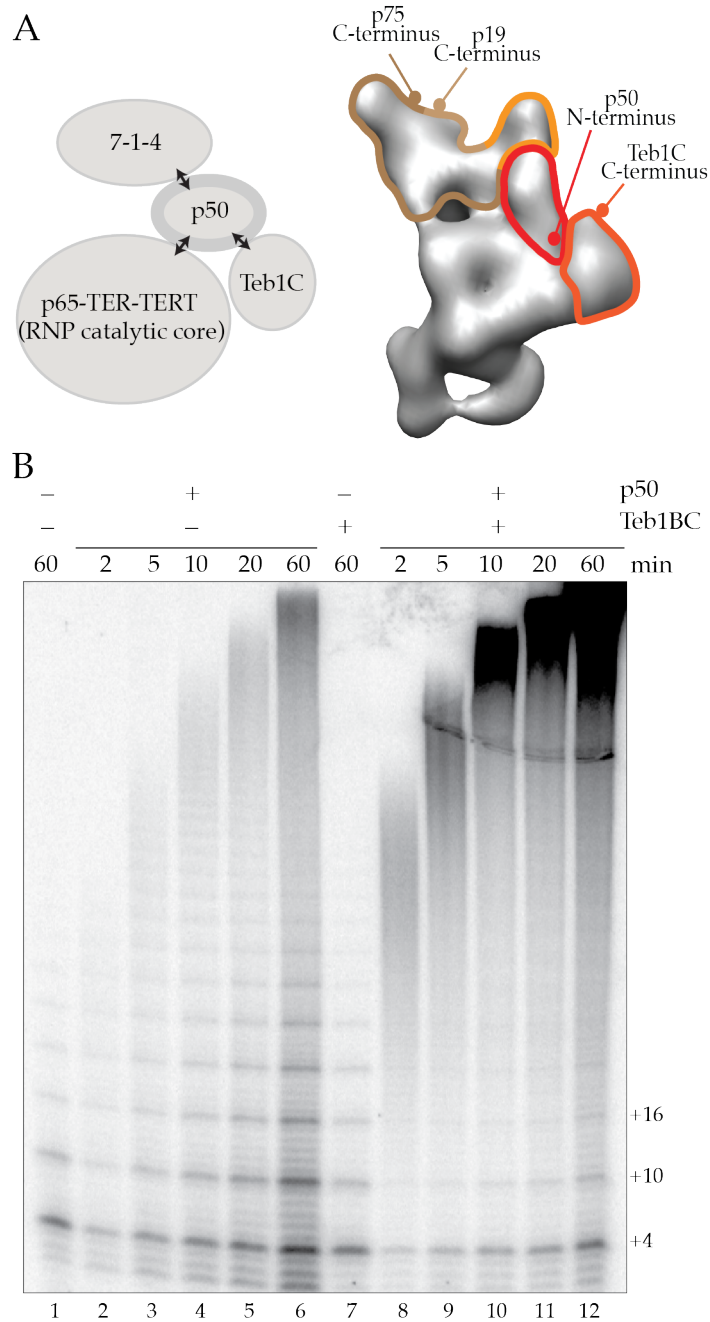 A
p75
C-terminus
p19
C-terminus
p50
N-terminus
Teb1C
C-terminus
7-1-4
p50
Teb1C
p65-TER-TERT
(RNP catalytic core)
B
– + – + p50
– – + + Teb1BC
60 2 5 10 20 60 60 2 5 10 20 60 min
+16
+10
+4
1 2 3 4 5 6 7 8 9 10 11 12